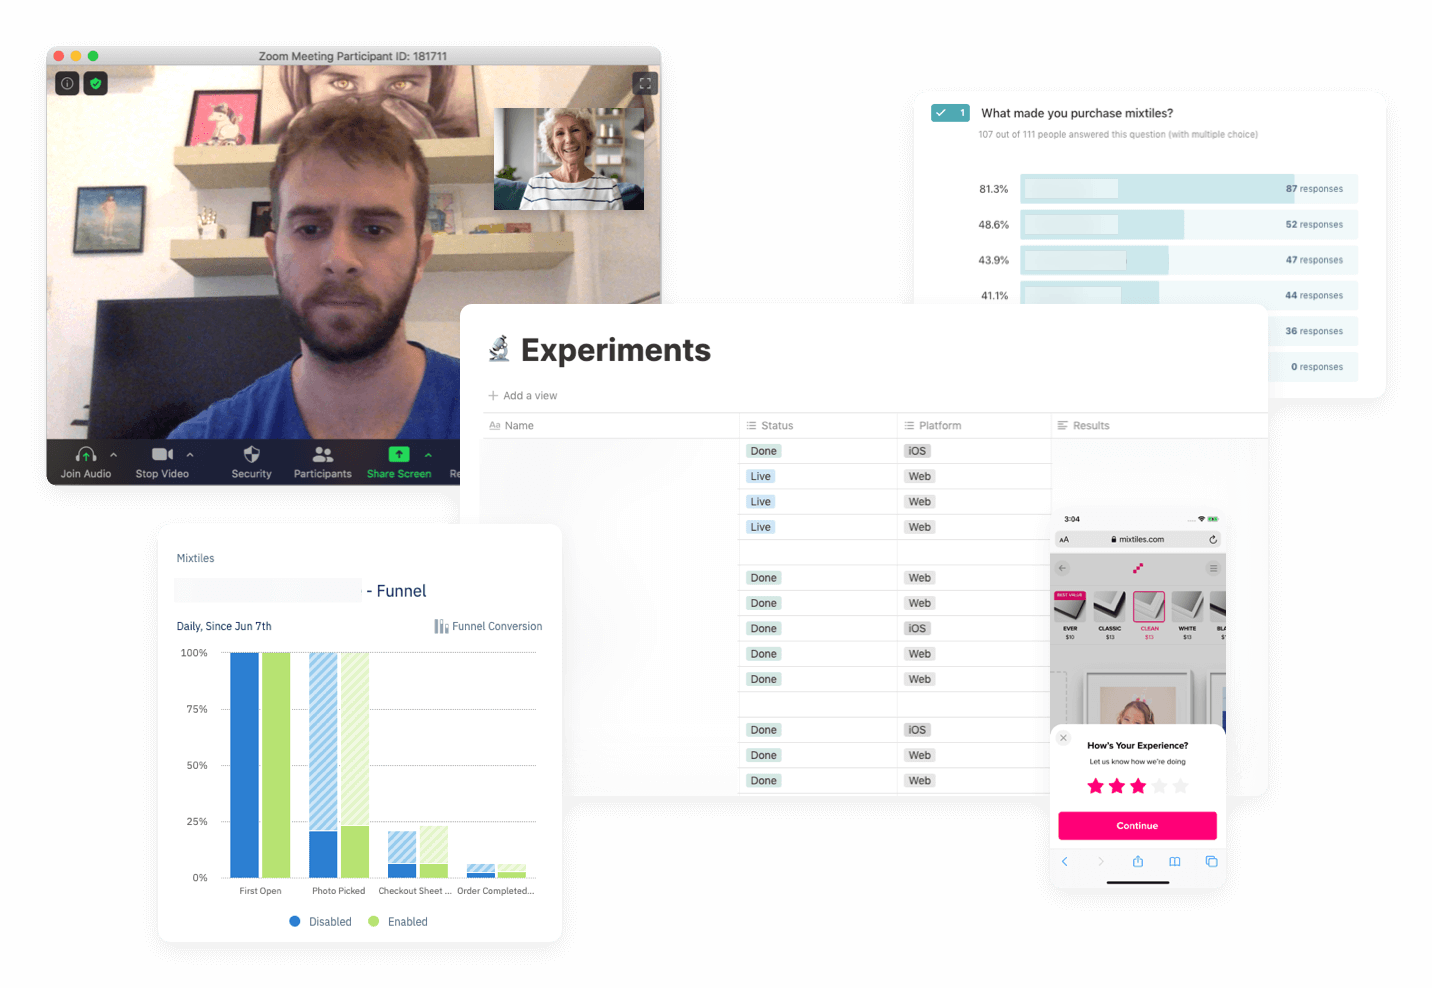 Zoom Meeting Participant ID: 181711
Join Audio
Stop Video
Security
Participants
Share Screen
1
What made you purchase mixtiles?
107 out of 111 people answered this question (with multiple choice)
81.3%
87 responses
48.6%
52 responses
43.9%
47 responses
41.1%
44 responses
36 responses
0 responses
Experiments
+ Add a view
Aa Name
Status
Platform
Results
Done iOS
Live Web
Live Web
Live Web
Done Web
Done Web
Done iOS
Done Web
Done Web
Done iOS
Done Web
Done Web
Mixtiles
- Funnel
Daily, Since Jun 7th
Funnel Conversion
100%
75%
50%
25%
0%
First Open
Photo Picked
Checkout Sheet ...
Order Completed...
Disabled
Enabled
3:04
AA
mixtiles.com
BEST VALUE
EVER
CLASSIC
CLEAN
WHITE
BLA
$10
$13
$13
$13
How's Your Experience?
Let us know how we're doing
Continue